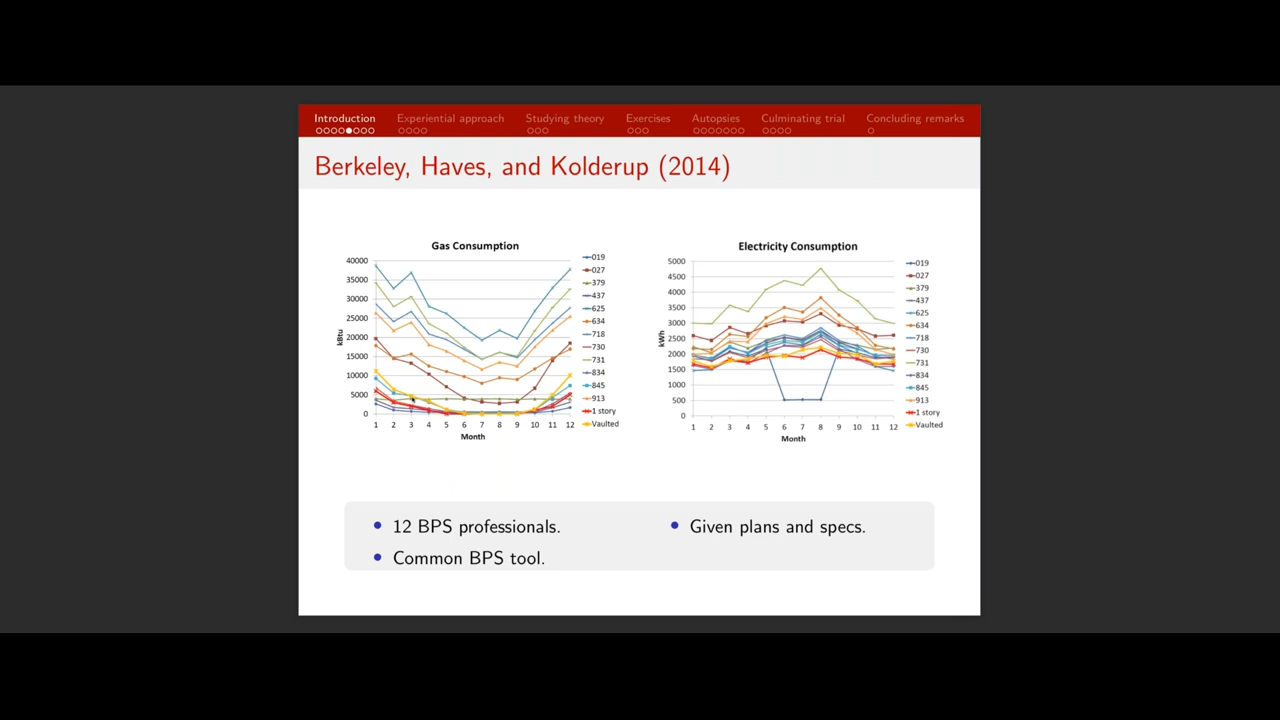 Introduction Experiential approach Studying theory Exercises Autopsies Culminating trial Concluding remarks
Berkeley, Haves, and Kolderup (2014)
Gas Consumption
40000
35000
30000
25000
20000
15000
10000
5000
0
kBtu
1 2 3 4 5 6 7 8 9 10 11 12
Month
019
027
379
437
625
634
718
730
731
834
845
913
1 story
Vaulted
Electricity Consumption
5000
4500
4000
3500
3000
2500
2000
1500
1000
500
0
kWh
1 2 3 4 5 6 7 8 9 10 11 12
Month
019
027
379
437
625
634
718
730
731
834
845
913
1 story
Vaulted
12 BPS professionals.
Common BPS tool.
Given plans and specs.